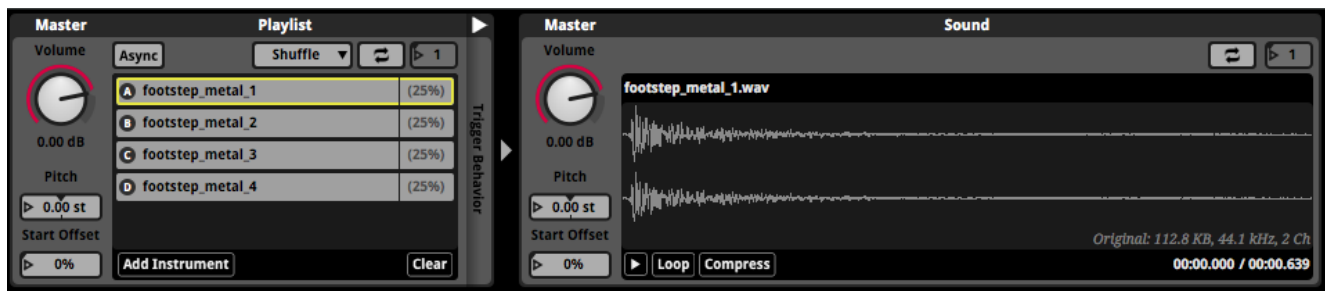 Master
Playlist
Volume
Async
Shuffle
1
A footstep_metal_1 (25%)
B footstep_metal_2 (25%)
C footstep_metal_3 (25%)
D footstep_metal_4 (25%)
0.00 dB
Pitch
0.00 st
Start Offset
0%
Add Instrument
Clear
Trigger Behavior
Master
Sound
Volume
1
0.00 dB
Pitch
0.00 st
Start Offset
0%
footstep_metal_1.wav
Original: 112.8 KB, 44.1 kHz, 2 Ch
Loop
Compress
00:00.000 / 00:00.639